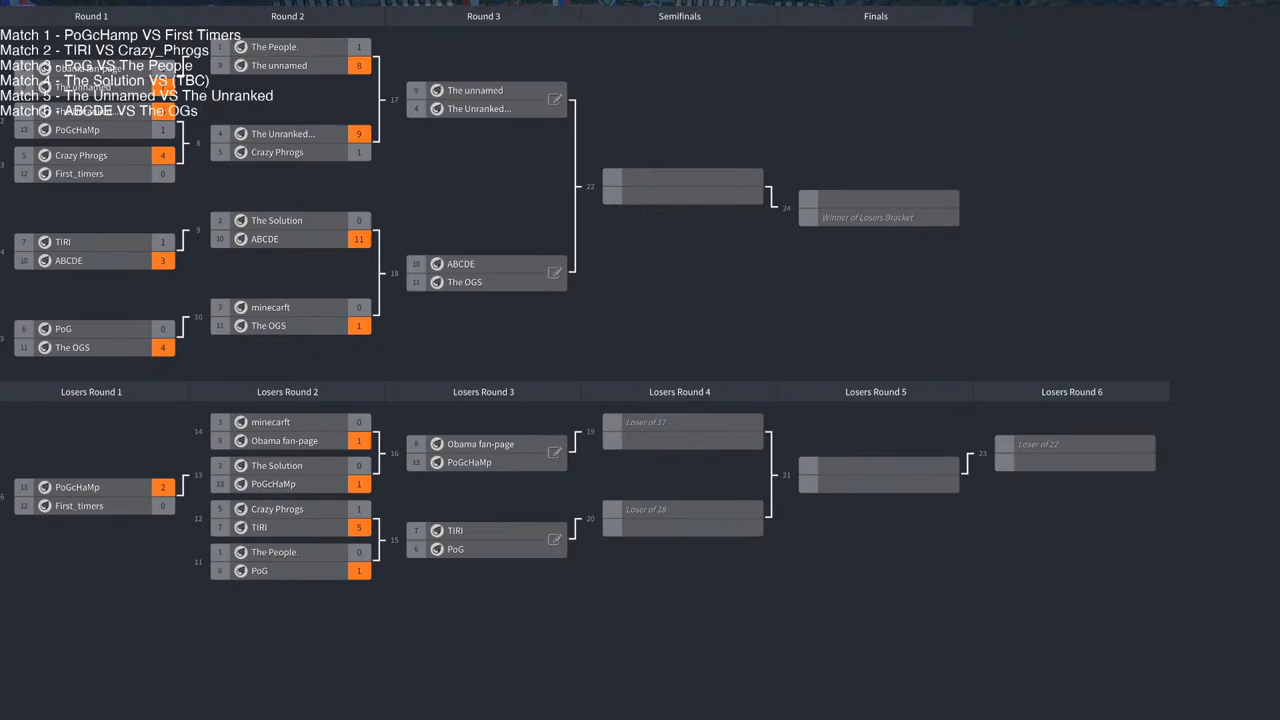 Round 1
Round 2
Round 3
Semifinals
Finals
Match 1 - PoGcHamp VS First Timers
Match 2 - TIRI VS Crazy_Phrogs
Match 3 - PoG VS The People
Match 4 - The Solution VS (TBC)
Match 5 - The Unnamed VS The Unranked
Match 6 - ABCDE VS The OGs
Obama fan-page
The unnamed
2
13 PoGcHaMp 1
3
5 Crazy Phrogs 4
12 First_timers 0
4
7 TIRI 1
10 ABCDE 3
5
6 PoG 0
11 The OGS 4
1 The People. 1
9 The unnamed 8
8
4 The Unranked... 9
5 Crazy Phrogs 1
9
2 The Solution 0
10 ABCDE 11
10
3 minecarft 0
11 The OGS 1
17
9 The unnamed
4 The Unranked...
18
10 ABCDE
11 The OGS
22
24
Winner of Losers Bracket
Losers Round 1
Losers Round 2
Losers Round 3
Losers Round 4
Losers Round 5
Losers Round 6
6
13 PoGcHaMp 2
12 First_timers 0
14
3 minecarft 0
8 Obama fan-page 1
13
2 The Solution 0
13 PoGcHaMp 1
12
5 Crazy Phrogs 1
7 TIRI 5
11
1 The People. 0
6 PoG 1
16
8 Obama fan-page
13 PoGcHaMp
15
7 TIRI
6 PoG
19
Loser of 17
20
Loser of 18
21
23
Loser of 22